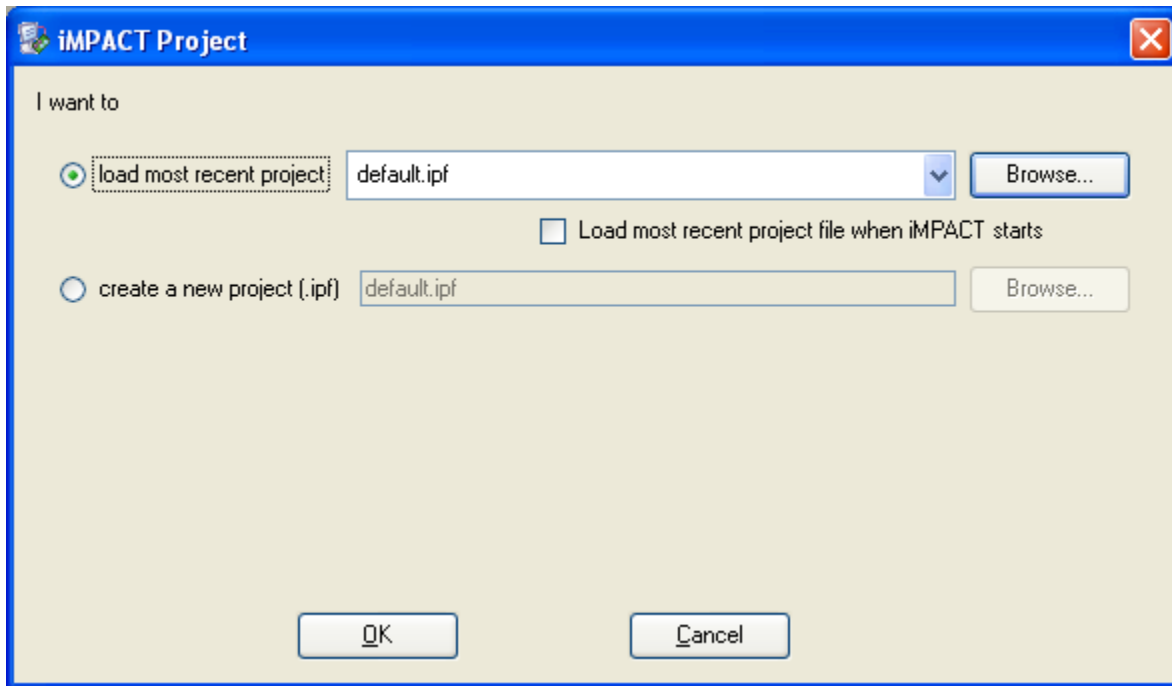 iMPACT Project
I want to
load most recent project default.ipf Browse...
Load most recent project file when iMPACT starts
create a new project (.ipf) default.ipf Browse...
OK Cancel